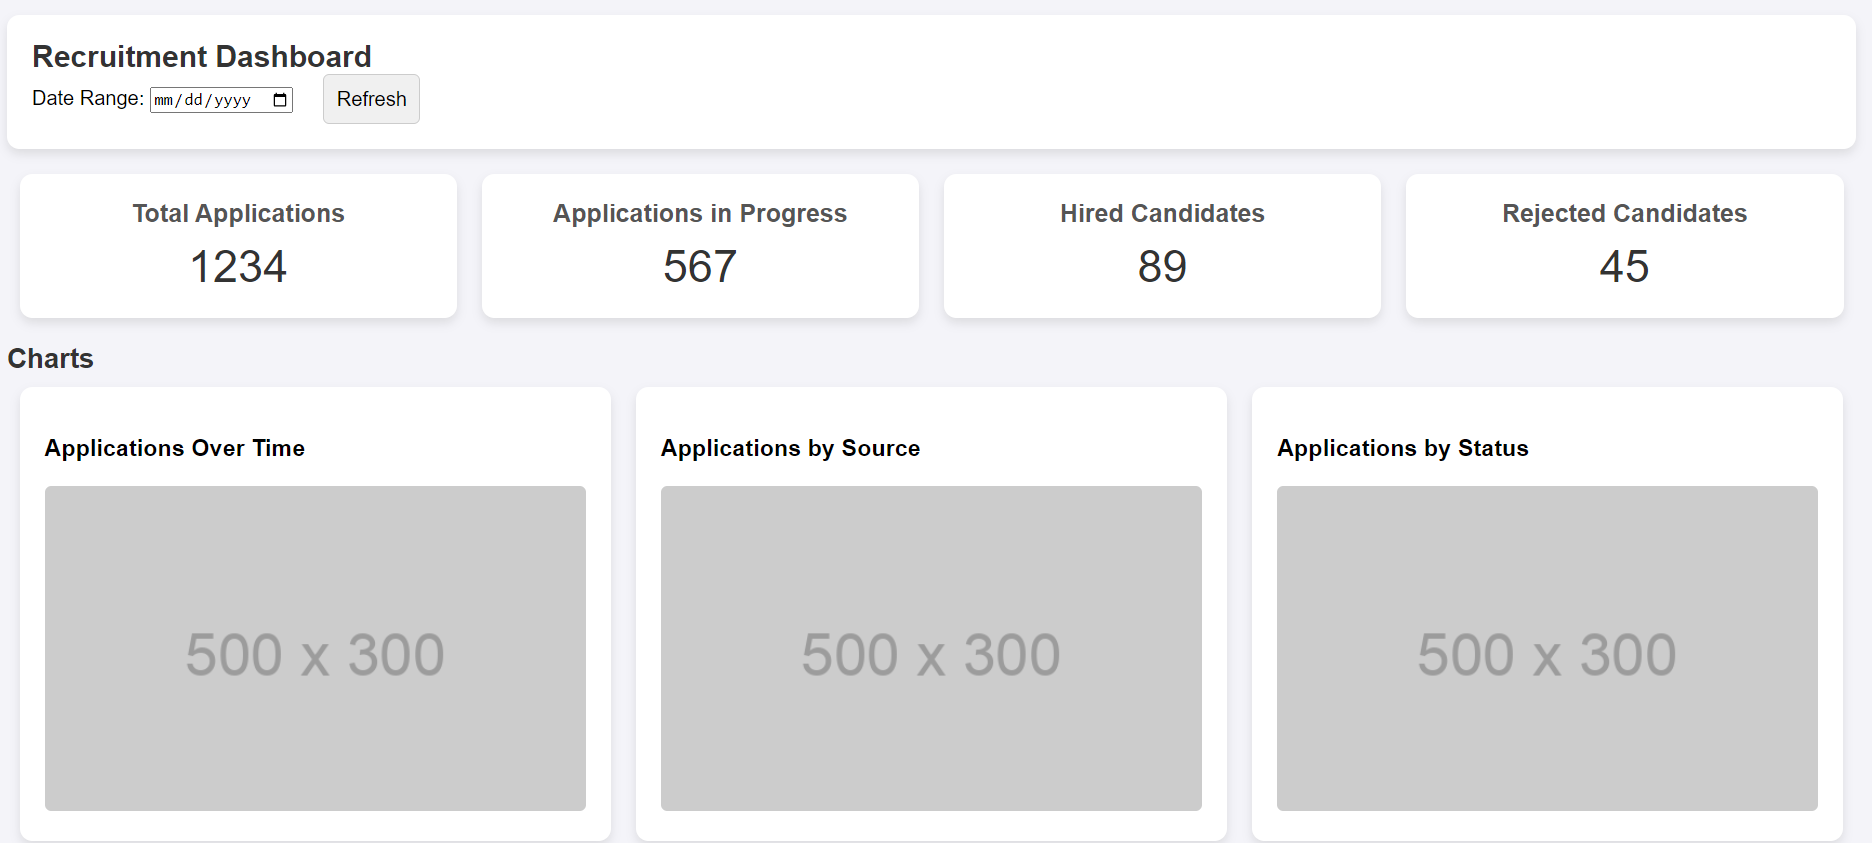 Recruitment Dashboard
Date Range: mm/dd/yyyy Refresh
Total Applications
1234
Applications in Progress
567
Hired Candidates
89
Rejected Candidates
45
Charts
Applications Over Time
500 x 300
Applications by Source
500 x 300
Applications by Status
500 x 300